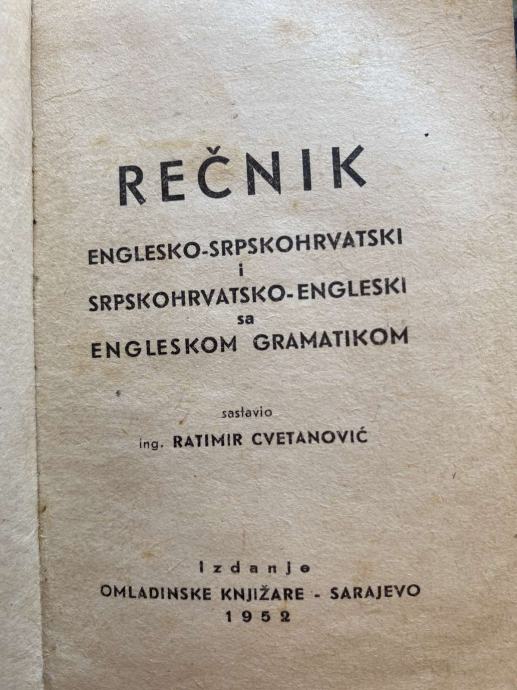 REČNIK
ENGLESKO-SRPSKOHRVATSKI
i
SRPSKOHRVATSKO-ENGLESKI
sa
ENGLESKOM GRAMATIKOM
sastavio
ing. RATIMIR CVETANOVIĆ
Izdanje
OMLADINSKE KNJIŽARE - SARAJEVO
1952